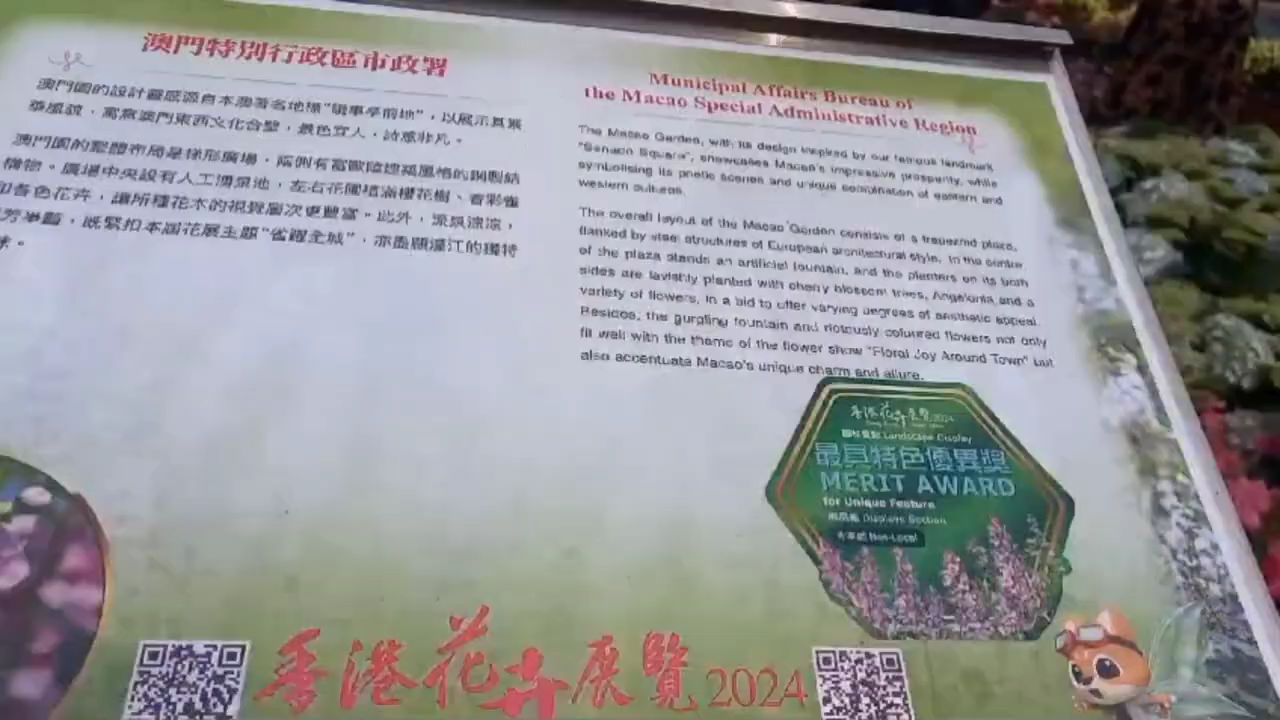 澳門特別行政區市政署
澳門園的設計靈感源自本澳著名地標“議事亭前地”，以展示其繁
華風貌，寓意澳門東西文化合璧，景色宜人，詩意非凡。
澳門園的整體布局是梯形廣場，兩側有富歐陸建築風格的鋼製結
構物。廣場中央設有人工湧泉池，左右花圃培滿櫻花樹、香彩雀
各色花卉，讓所種花木的視覺層次更豐富。此外，流泉淙淙，
芳爭豔，既緊扣本屆花展主題“雀躍全城”，亦盡顯濠江的獨特
Municipal Affairs Bureau of
the Macao Special Administrative Region
The Macao Garden, with its design inspired by our famous landmark
"Senado Square", showcases Macao's impressive prosperity, while
symbolising its poetic scenes and unique combination of eastern and
western cultures.
The overall layout of the Macao Garden consists of a trapezoid plaza,
flanked by steel structures of European architectural style. In the centre
of the plaza stands an artificial fountain, and the planters on its both
sides are lavishly planted with cherry blossom trees, Angelonia and a
variety of flowers, in a bid to offer varying degrees of aesthetic appeal.
Besides, the gurgling fountain and riotously coloured flowers not only
fit well with the theme of the flower show "Floral Joy Around Town" but
also accentuate Macao's unique charm and allure.
香港花卉展覽 2024
園林景點 Landscape Display
最具特色優異獎
MERIT AWARD
for Unique Feature
展品組 Displays Section
非本地 Non-Local
香港花卉展覽 2024